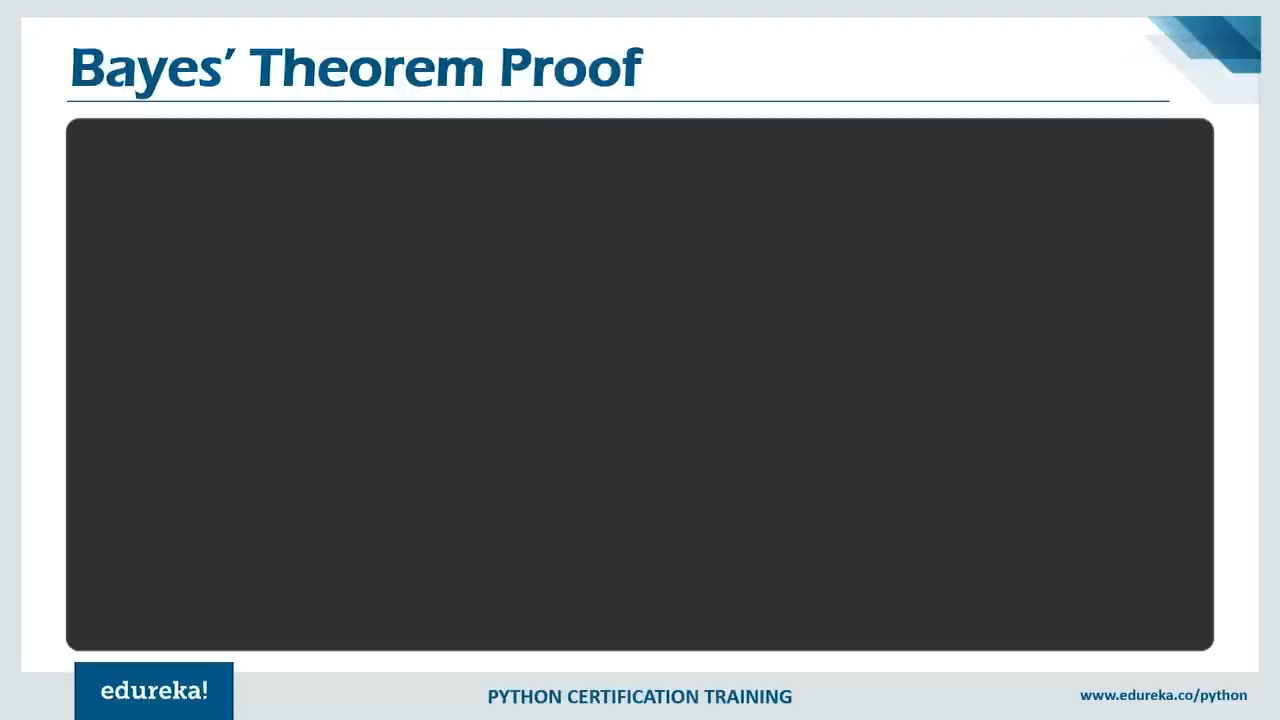 Bayes’ Theorem Proof
edureka!
PYTHON CERTIFICATION TRAINING
www.edureka.co/python